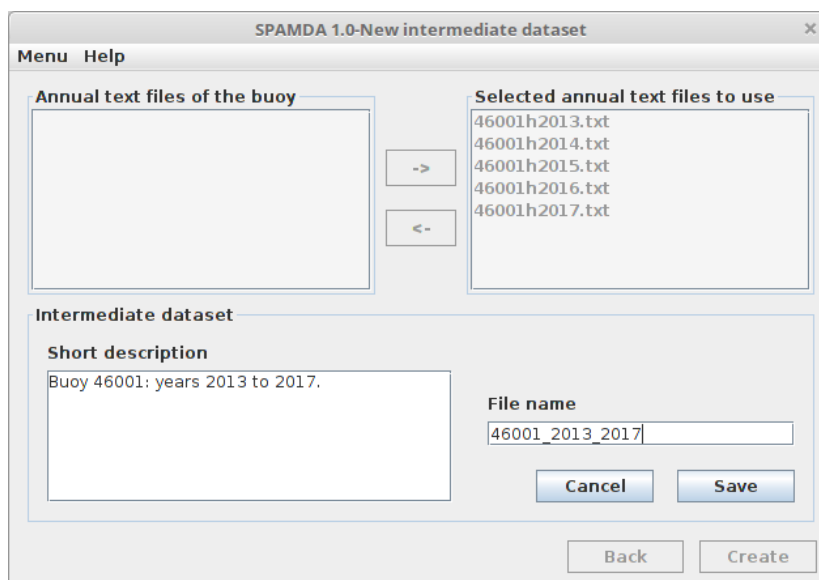 SPAMDA 1.0-New intermediate dataset
×
Menu Help
Annual text files of the buoy
Selected annual text files to use
46001h2013.txt
46001h2014.txt
46001h2015.txt
46001h2016.txt
46001h2017.txt
->
<-
Intermediate dataset
Short description
Buoy 46001: years 2013 to 2017.
File name
46001_2013_2017
Cancel
Save
Back
Create